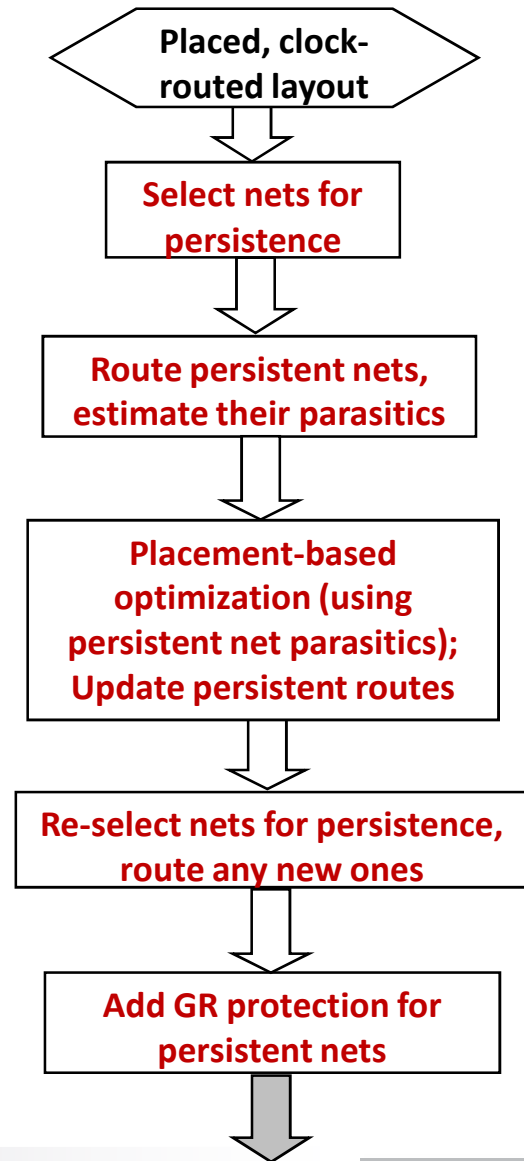 Placed, clock-
routed layout
Select nets for
persistence
Route persistent nets,
estimate their parasitics
Placement-based
optimization (using
persistent net parasitics);
Update persistent routes
Re-select nets for persistence,
route any new ones
Add GR protection for
persistent nets